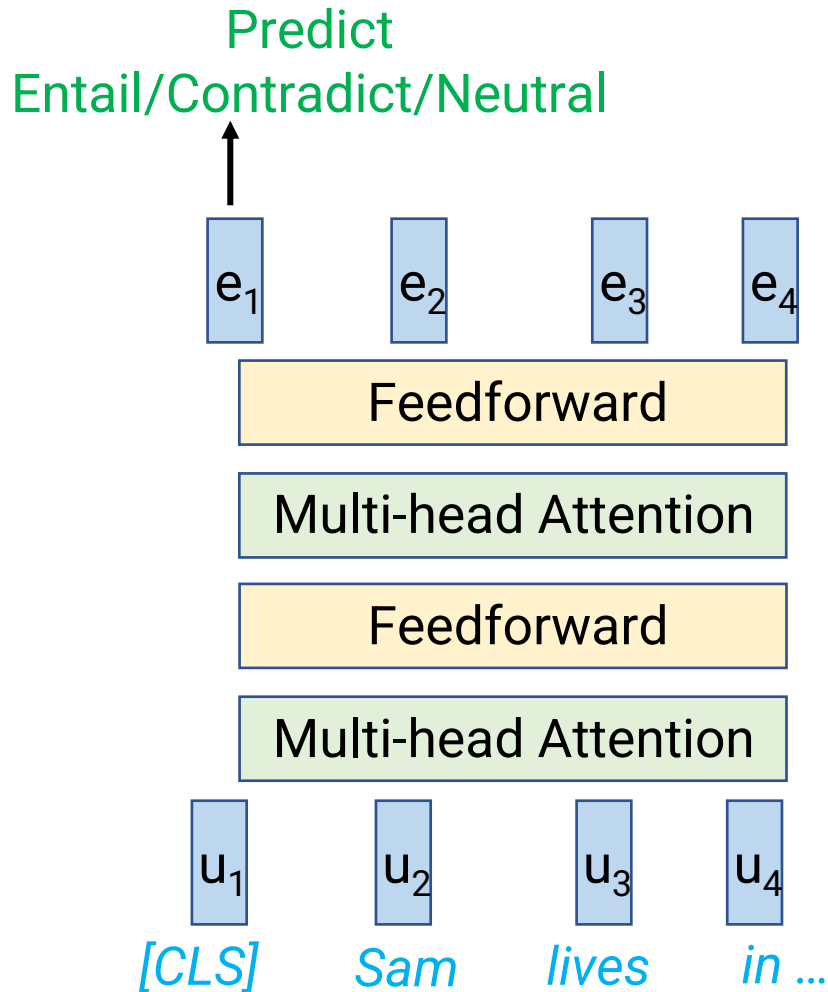 Predict
Entail/Contradict/Neutral
e1 e2 e3 e4
Feedforward
Multi-head Attention
Feedforward
Multi-head Attention
u1 u2 u3 u4
[CLS] Sam lives in ...